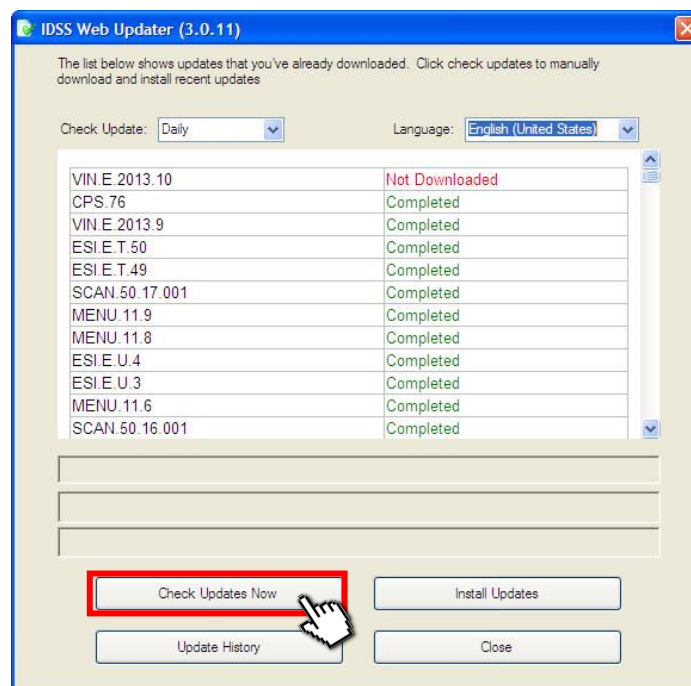 IDSS Web Updater (3.0.11)
The list below shows updates that you've already downloaded. Click check updates to manually
download and install recent updates
Check Update: Daily Language: English (United States)
VIN.E.2013.10 Not Downloaded
CPS.76 Completed
VIN.E.2013.9 Completed
ESI.E.T.50 Completed
ESI.E.T.49 Completed
SCAN.50.17.001 Completed
MENU.11.9 Completed
MENU.11.8 Completed
ESI.E.U.4 Completed
ESI.E.U.3 Completed
MENU.11.6 Completed
SCAN.50.16.001 Completed
Check Updates Now Install Updates
Update History Close